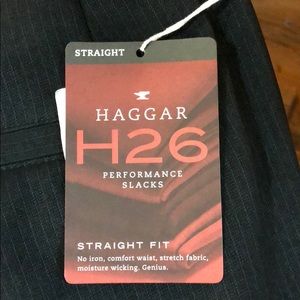 STRAIGHT
HAGGAR
H26
PERFORMANCE
SLACKS
STRAIGHT FIT
No iron, comfort waist, stretch fabric,
moisture wicking. Genius.